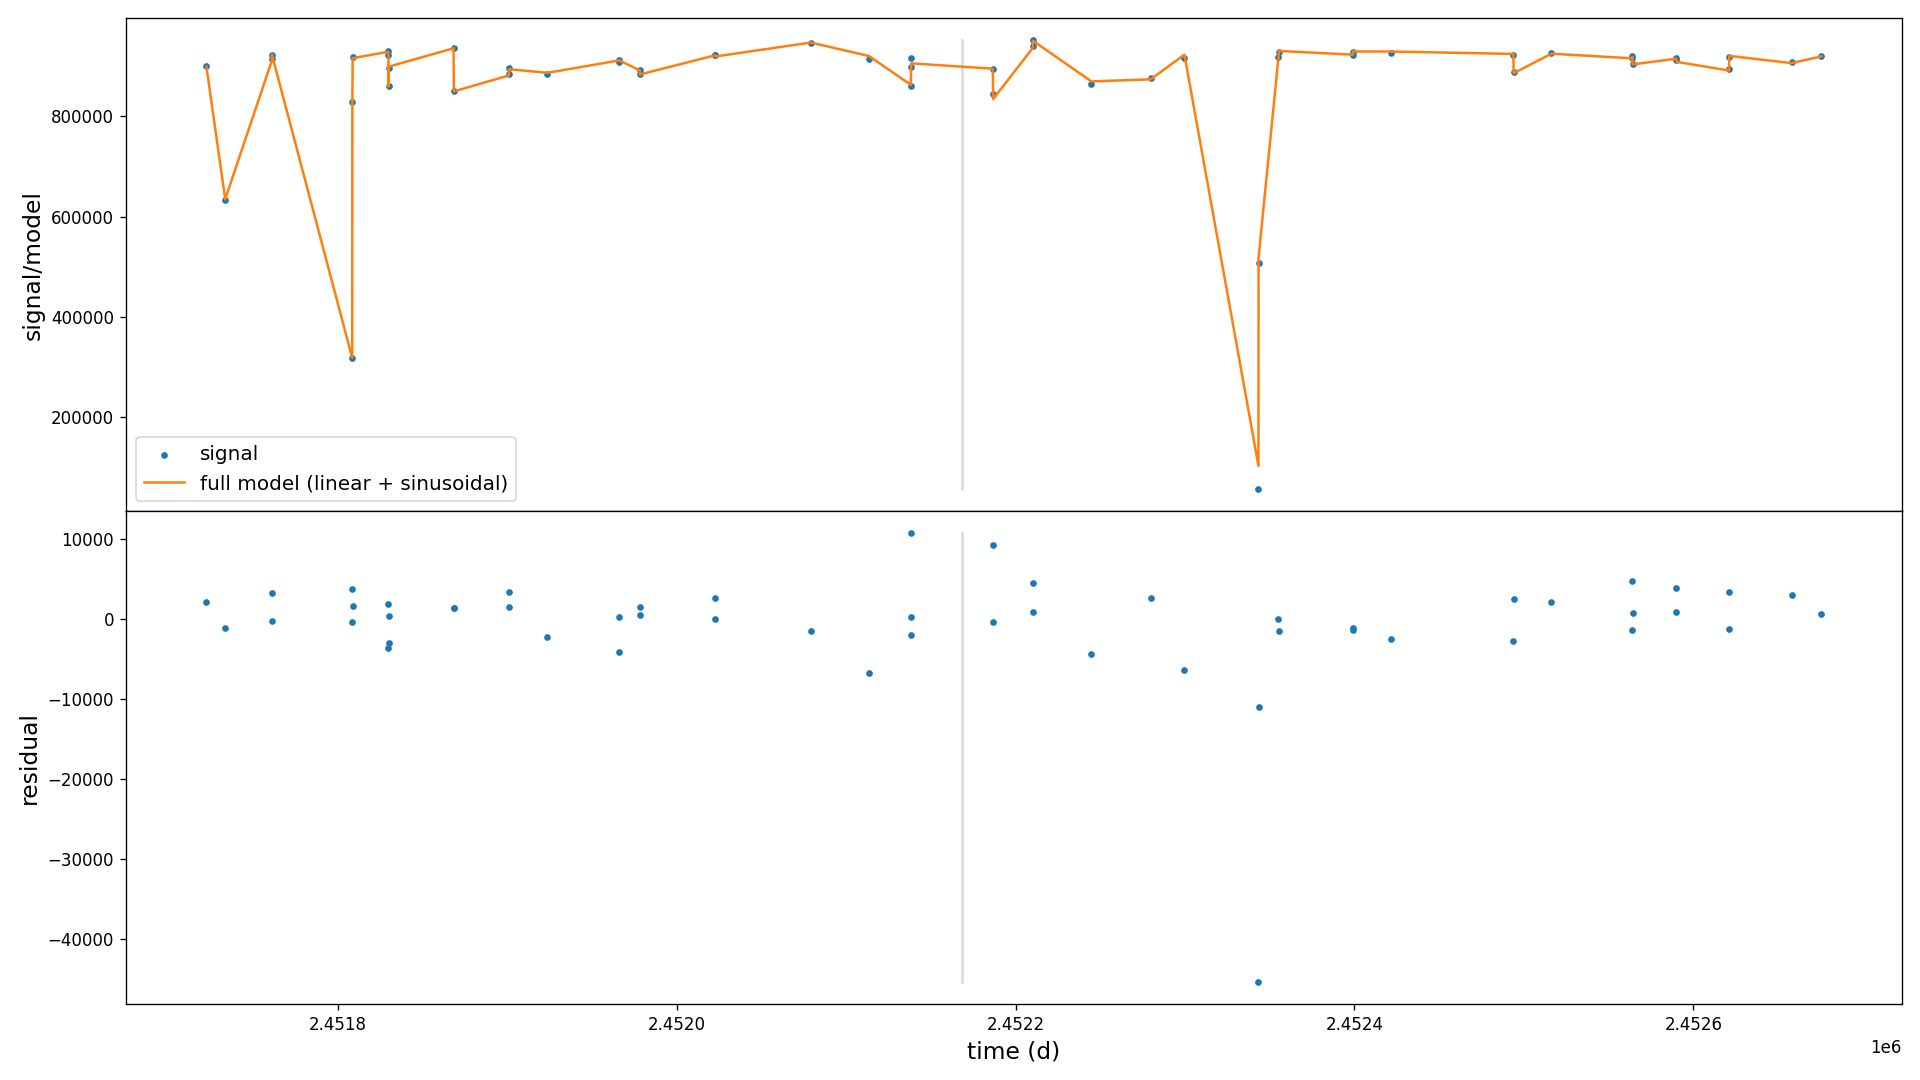 signal/model
800000
600000
400000
200000
signal
full model (linear + sinusoidal)
residual
10000
0
−10000
−20000
−30000
−40000
2.4518
2.4520
2.4522
2.4524
2.4526
time (d)
1e6